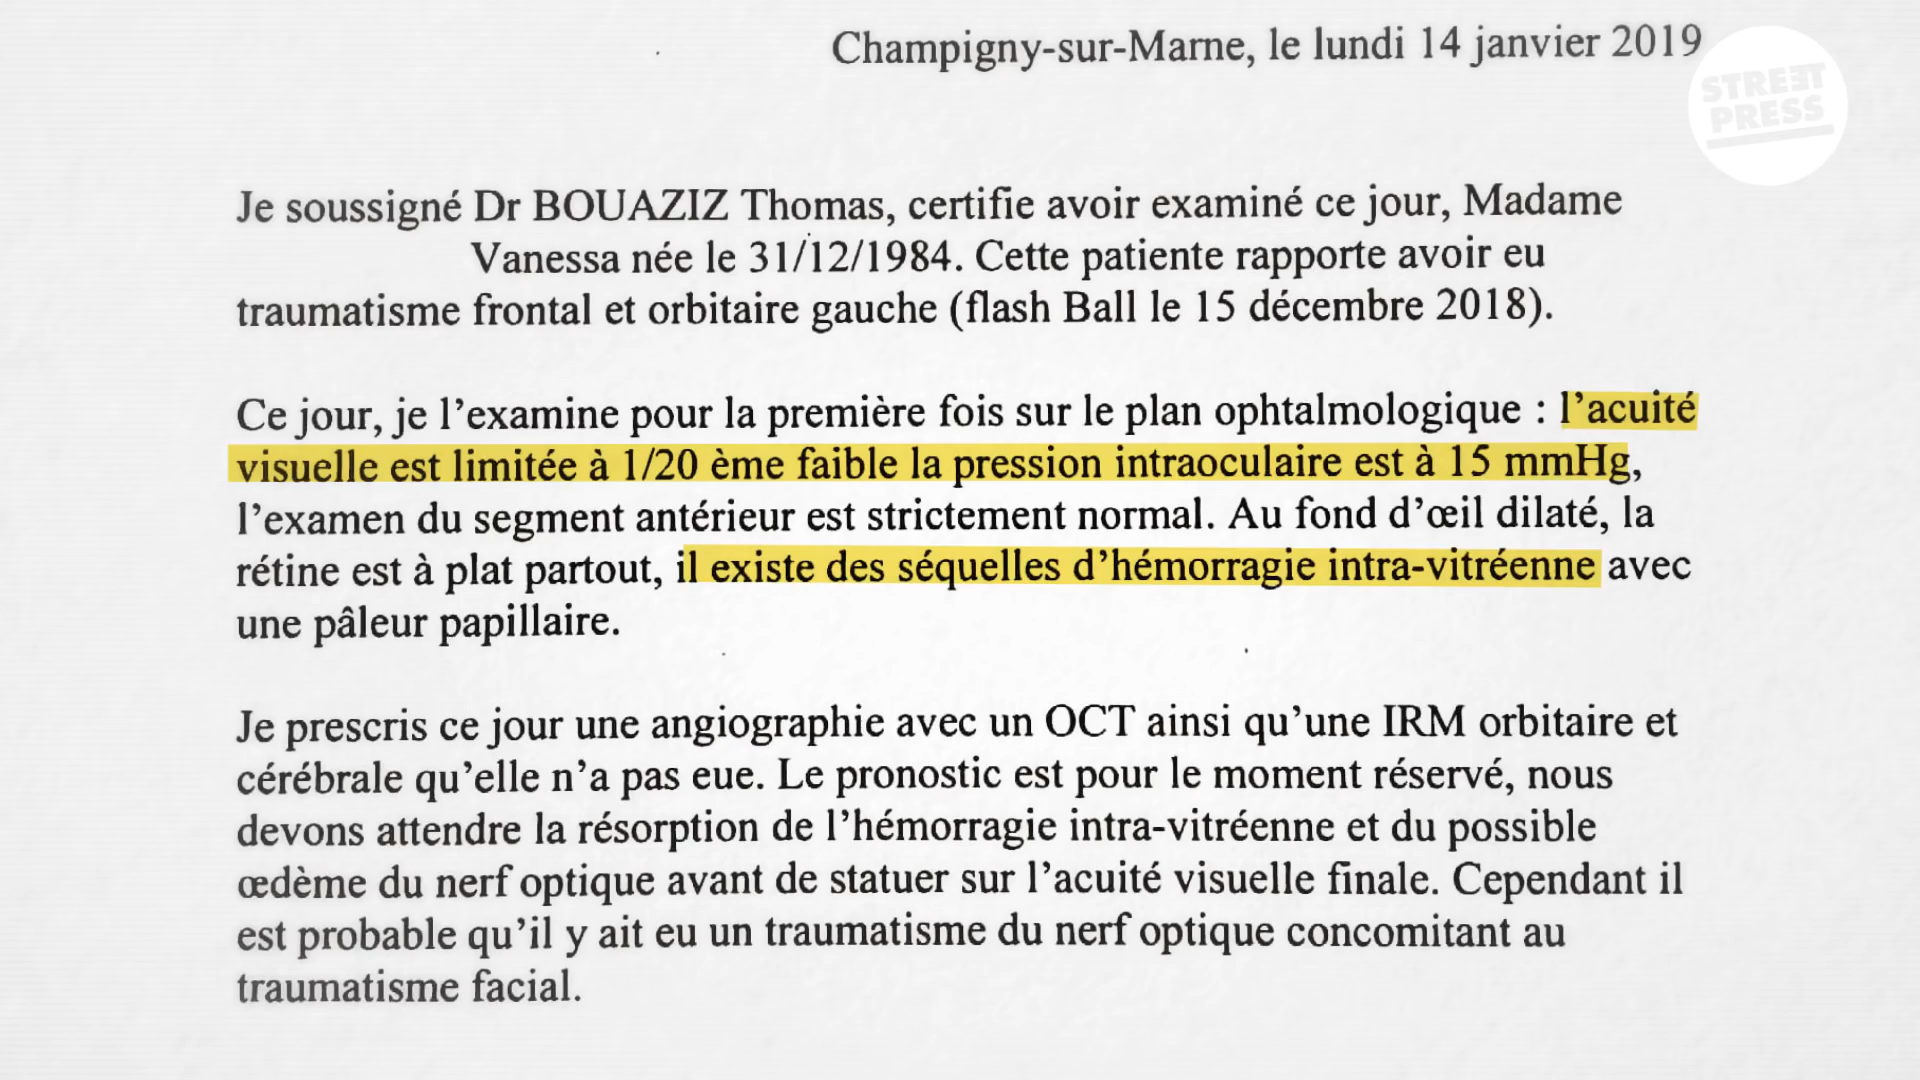 Champigny-sur-Marne, le lundi 14 janvier 2019
STREET
PRESS
Je soussigné Dr BOUAZIZ Thomas, certifie avoir examiné ce jour, Madame
Vanessa née le 31/12/1984. Cette patiente rapporte avoir eu
traumatisme frontal et orbitaire gauche (flash Ball le 15 décembre 2018).
Ce jour, je l'examine pour la première fois sur le plan ophtalmologique : l'acuité
visuelle est limitée à 1/20 ème faible la pression intraoculaire est à 15 mmHg,
l'examen du segment antérieur est strictement normal. Au fond d'œil dilaté, la
rétine est à plat partout, il existe des séquelles d'hémorragie intra-vitréenne avec
une pâleur papillaire.
Je prescris ce jour une angiographie avec un OCT ainsi qu'une IRM orbitaire et
cérébrale qu'elle n'a pas eue. Le pronostic est pour le moment réservé, nous
devons attendre la résorption de l'hémorragie intra-vitréenne et du possible
œdème du nerf optique avant de statuer sur l'acuité visuelle finale. Cependant il
est probable qu'il y ait eu un traumatisme du nerf optique concomitant au
traumatisme facial.